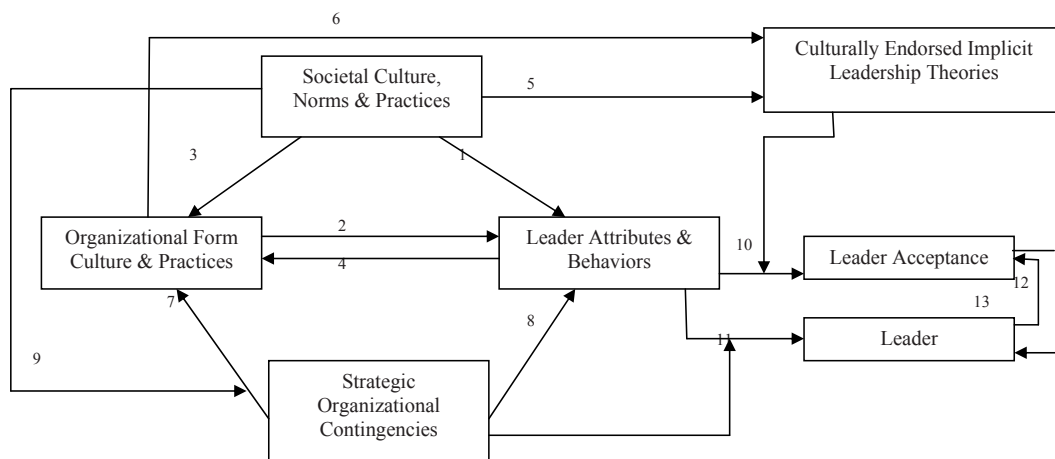 6
Culturally Endorsed Implicit
Leadership Theories
Societal Culture,
Norms & Practices
5
3
1
Organizational Form
Culture & Practices
2
4
Leader Attributes &
Behaviors
10
Leader Acceptance
12
13
7
8
11
Leader
9
Strategic
Organizational
Contingencies